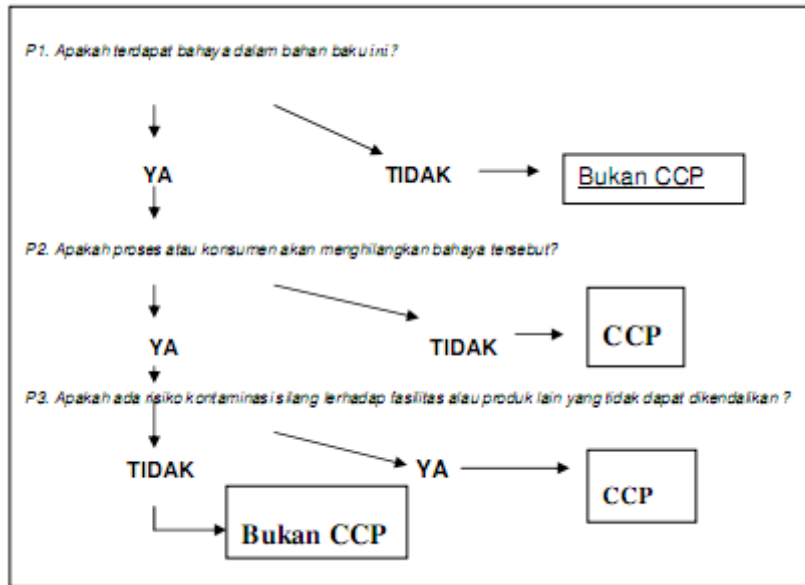 P1. Apakah terdapat bahaya dalam bahan baku ini?
YA TIDAK Bukan CCP
P2. Apakah proses atau konsumen akan menghilangkan bahaya tersebut?
YA TIDAK CCP
P3. Apakah ada risiko kontaminasi silang terhadap fasilitas atau produk lain yang tidak dapat dikendalikan ?
TIDAK YA CCP
Bukan CCP